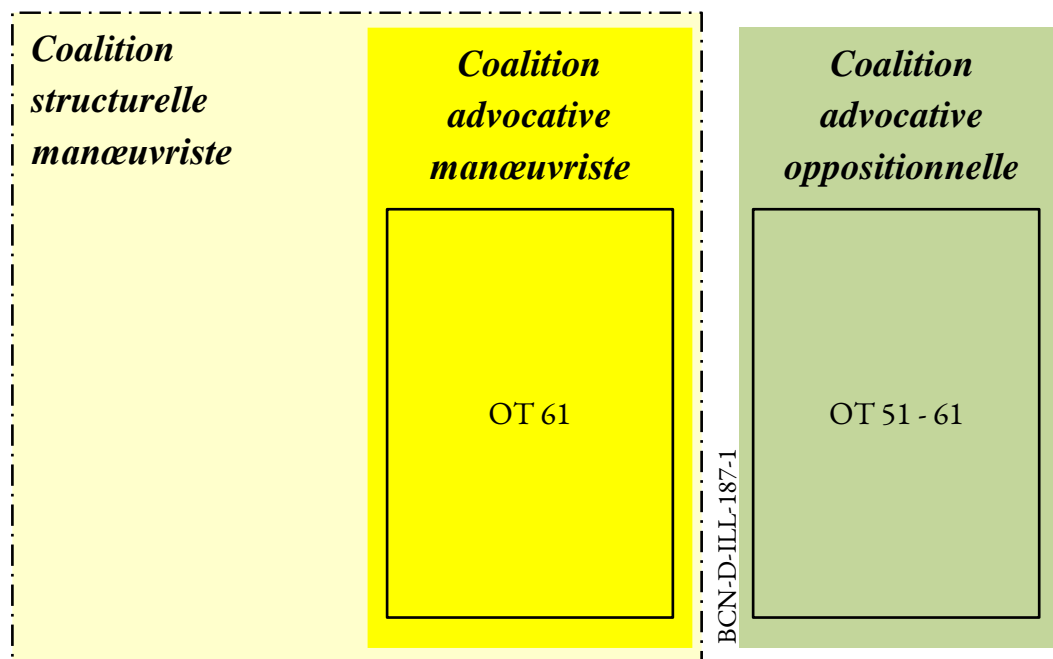 Coalition
structurelle
manœuvriste
Coalition
advocative
manœuvriste
OT 61
BCN-D-ILL-187-1
Coalition
advocative
oppositionnelle
OT 51 - 61